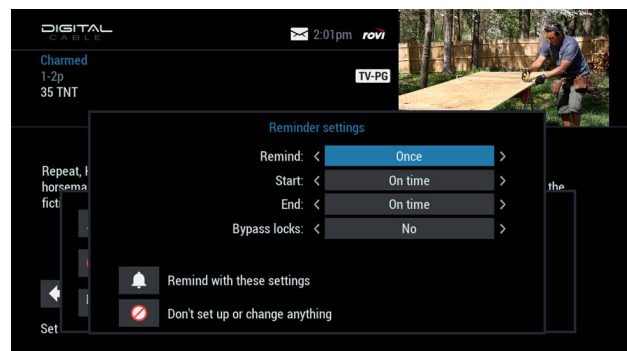 DIGITAL
CABLE
2:01pm rovi
Charmed
1-2p
TV-PG
35 TNT
Reminder settings
Remind: < Once >
Repeat,
Start: < On time >
horsema the
End: < On time >
ficti
Bypass locks: < No >
Remind with these settings
Don't set up or change anything
Set